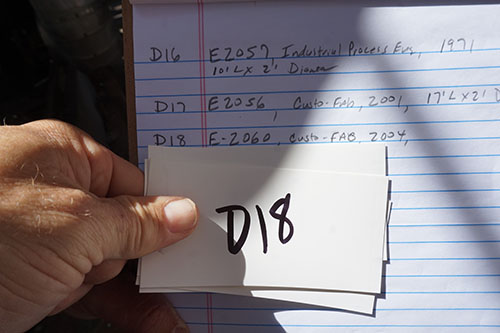 D16 E2057, Industrial Process Eng, 1971
10'L X 2' Diameter
D17 E2056, Custo-Fab, 2001, 17'L X 2' D
D18 E-2060, Custo-FAB, 2004,
D18